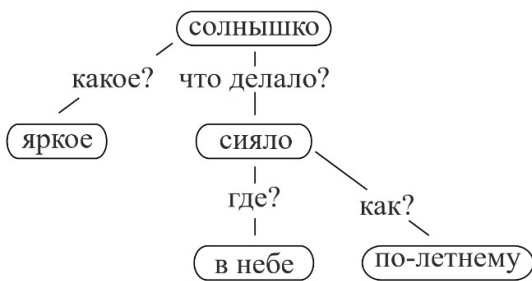 солнышко
какое? что делало?
яркое сияло
где?
как?
в небе по-летнему